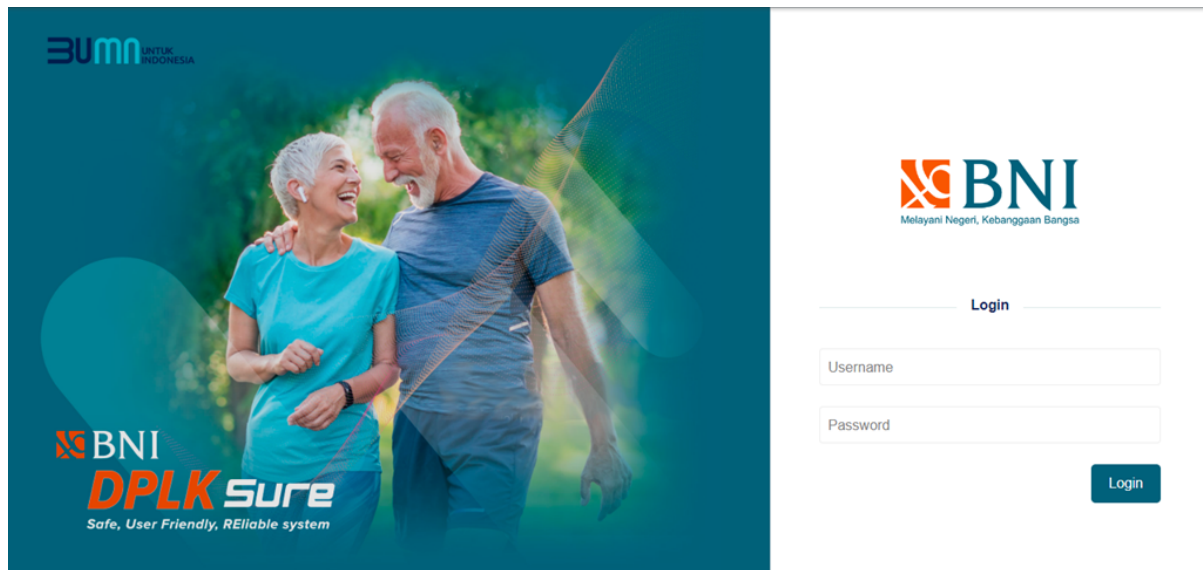 BUMN UNTUK
INDONESIA
BNI
DPLK Sure
Safe, User Friendly, REliable system
BNI
Melayani Negeri, Kebanggaan Bangsa
Login
Username
Password
Login